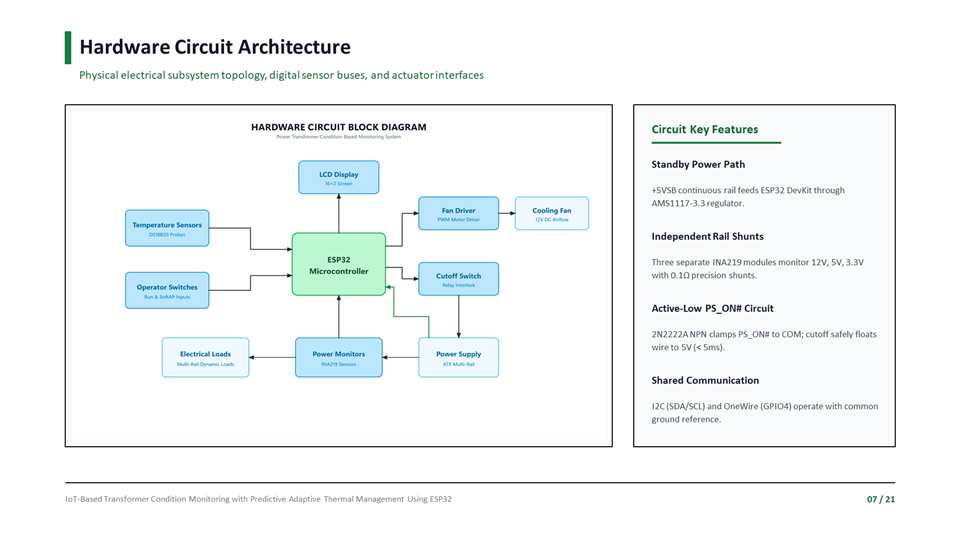 Hardware Circuit Architecture
Physical electrical subsystem topology, digital sensor buses, and actuator interfaces
HARDWARE CIRCUIT BLOCK DIAGRAM
Power Transformer Condition-Based Monitoring System
LCD Display
16×2 Screen
Temperature Sensors
DS18B20 Probes
Operator Switches
Run & Inputs
ESP32
Microcontroller
Fan Driver
PWM Motor Driver
Cooling Fan
12V DC Airflow
Cutoff Switch
Relay Interlock
Electrical Loads
Multi-Rail Dynamic Loads
Power Monitors
INA219 Sensors
Power Supply
ATX Multi-Rail
Circuit Key Features
Standby Power Path
+5VSB continuous rail feeds ESP32 DevKit through
AMS1117-3.3 regulator.
Independent Rail Shunts
Three separate INA219 modules monitor 12V, 5V, 3.3V
with 0.1Ω precision shunts.
Active-Low PS_ON# Circuit
2N2222A NPN clamps PS_ON# to COM; cutoff safely floats
wire to 5V (< 5ms).
Shared Communication
I2C (SDA/SCL) and OneWire (GPIO4) operate with common
ground reference.
IoT-Based Transformer Condition Monitoring with Predictive Adaptive Thermal Management Using ESP32
07 / 21